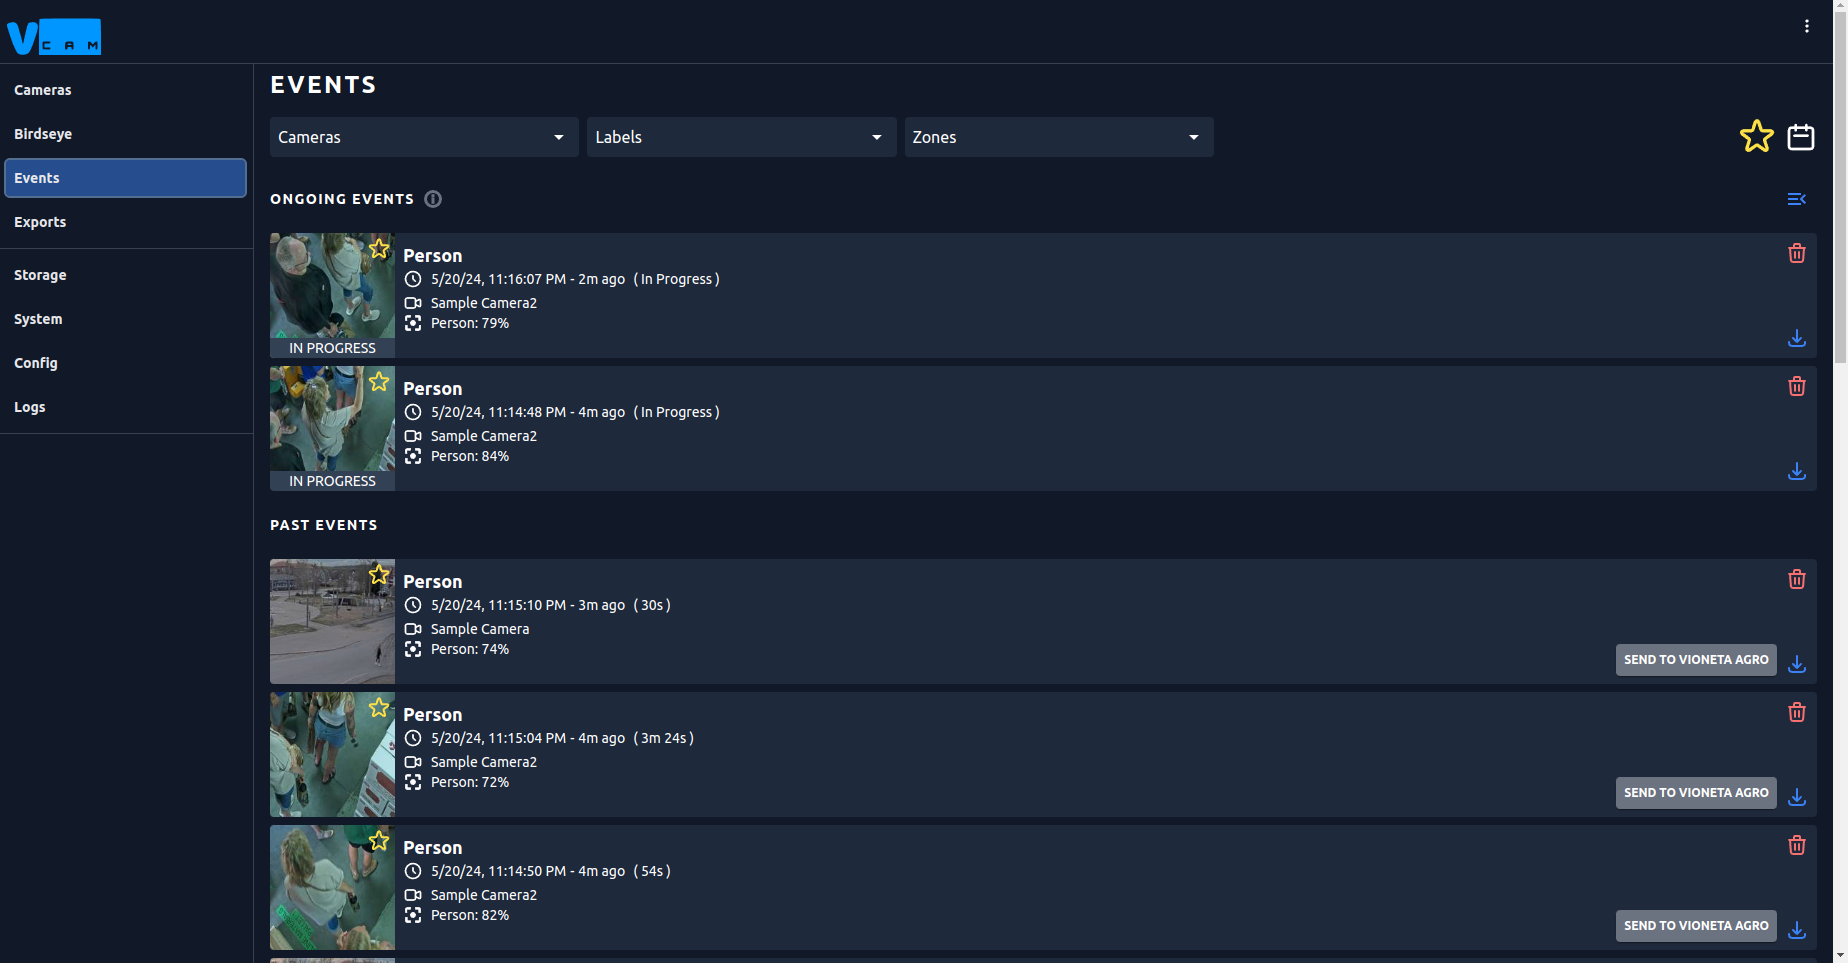 V CAM
Cameras
Birdseye
Events
Exports
Storage
System
Config
Logs
EVENTS
Cameras
Labels
Zones
ONGOING EVENTS
IN PROGRESS
Person
5/20/24, 11:16:07 PM - 2m ago ( In Progress )
Sample Camera2
Person: 79%
IN PROGRESS
Person
5/20/24, 11:14:48 PM - 4m ago ( In Progress )
Sample Camera2
Person: 84%
PAST EVENTS
Person
5/20/24, 11:15:10 PM - 3m ago ( 30s )
Sample Camera
Person: 74%
SEND TO VIONETA AGRO
Person
5/20/24, 11:15:04 PM - 4m ago ( 3m 24s )
Sample Camera2
Person: 72%
SEND TO VIONETA AGRO
Person
5/20/24, 11:14:50 PM - 4m ago ( 54s )
Sample Camera2
Person: 82%
SEND TO VIONETA AGRO